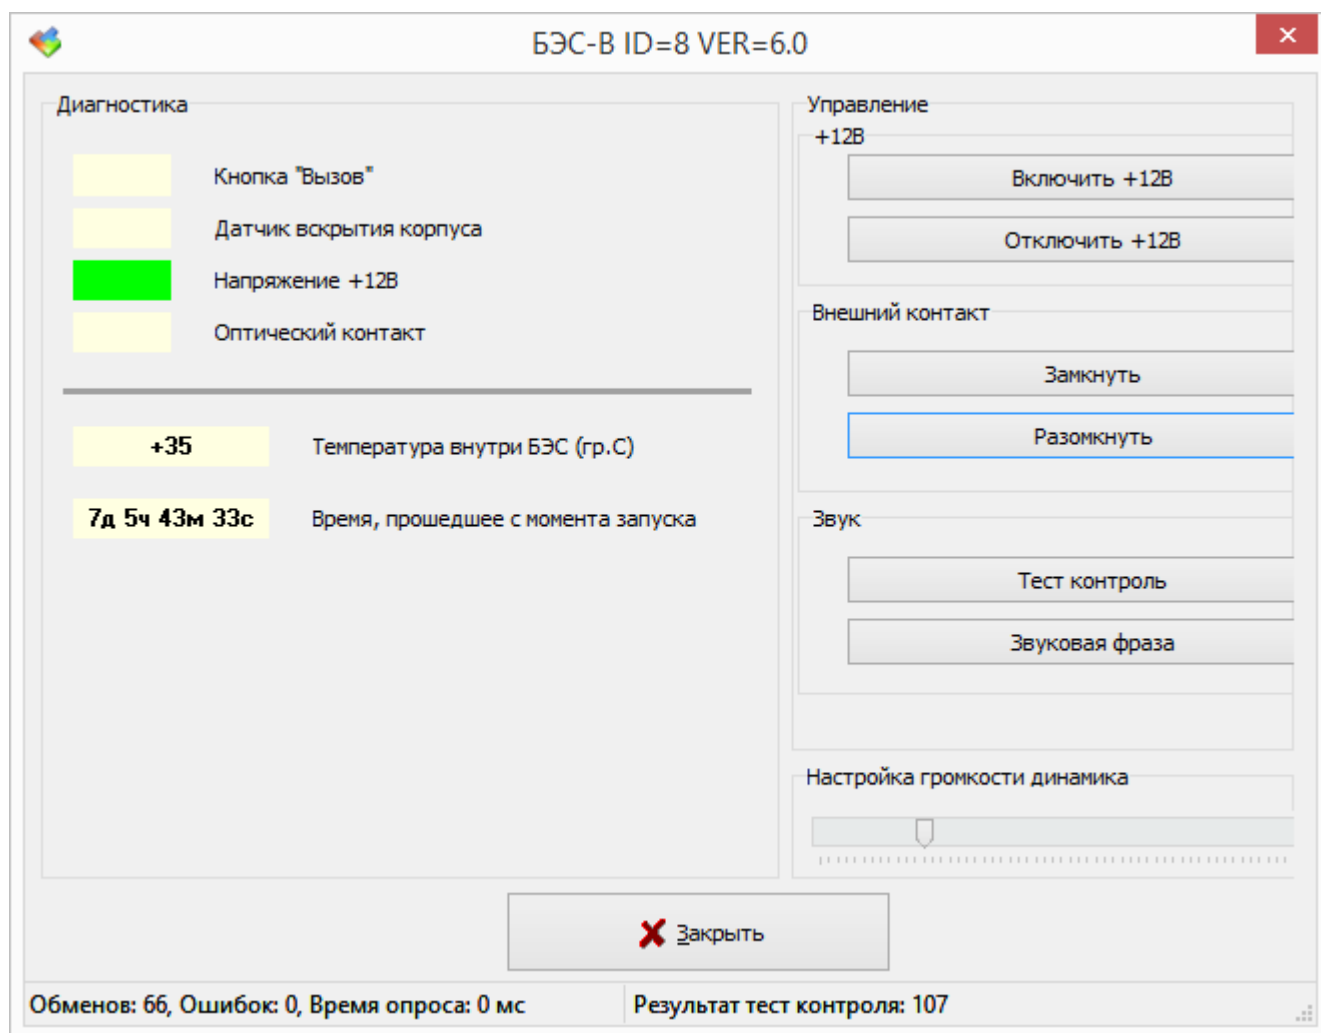 БЭС-В ID=8 VER=6.0
Диагностика
Кнопка "Вызов"
Датчик вскрытия корпуса
Напряжение +12В
Оптический контакт
+35 Температура внутри БЭС (гр.С)
7д 5ч 43м 33с Время, прошедшее с момента запуска
Управление
+12В
Включить +12В
Отключить +12В
Внешний контакт
Замкнуть
Разомкнуть
Звук
Тест контроль
Звуковая фраза
Настройка громкости динамика
Закрыть
Обменов: 66, Ошибок: 0, Время опроса: 0 мс
Результат тест контроля: 107